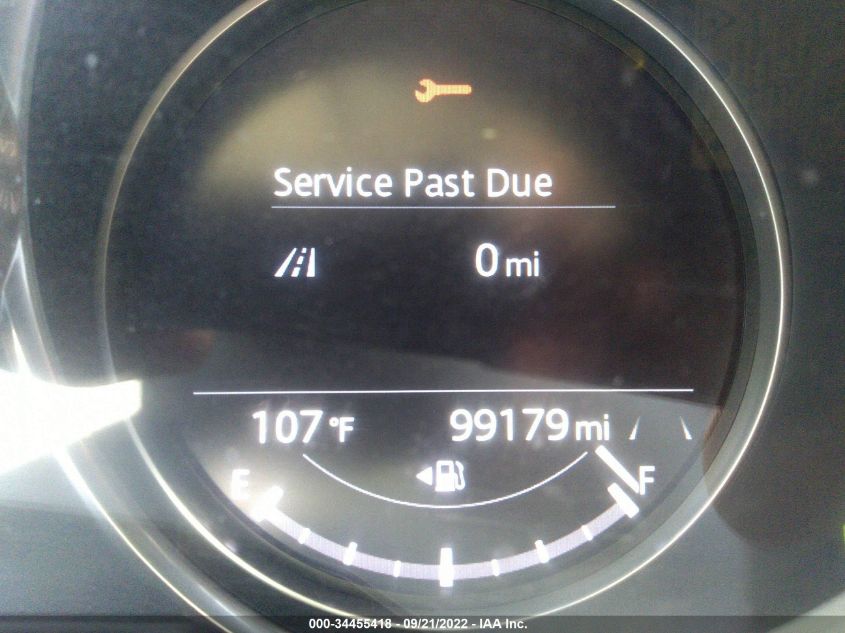 Service Past Due
0 mi
107 °F 99179 mi
E F
000-34455418 - 09/21/2022 - IAA Inc.